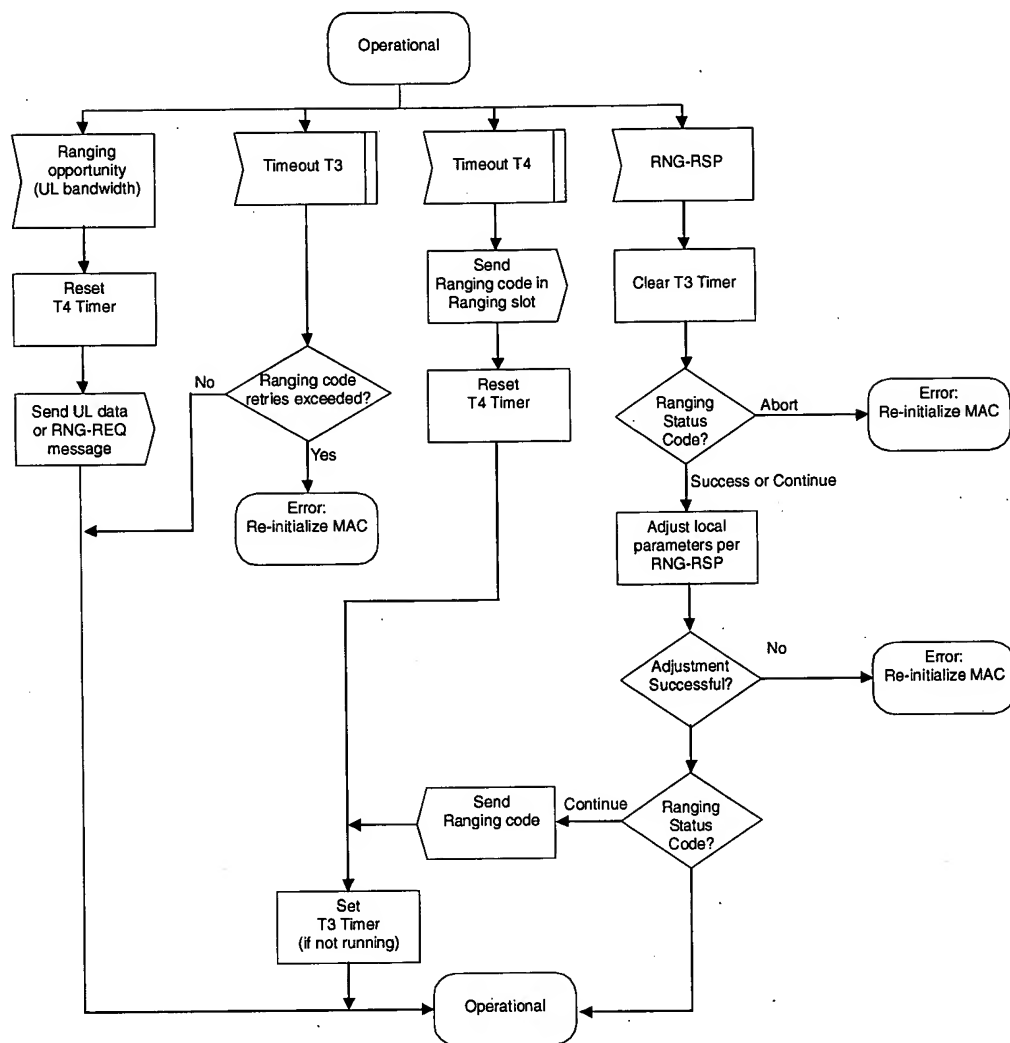 Operational
Ranging
opportunity
(UL bandwidth)
Timeout T3
Timeout T4
RNG-RSP
Reset
T4 Timer
Send
Ranging code in
Ranging slot
Clear T3 Timer
No
Ranging code
retries exceeded?
Yes
Reset
T4 Timer
Ranging
Status
Code?
Abort
Error:
Re-initialize MAC
Send UL data
or RNG-REQ
message
Error:
Re-initialize MAC
Success or Continue
Adjust local
parameters per
RNG-RSP
Adjustment
Successful?
No
Error:
Re-initialize MAC
Send
Ranging code
Continue
Ranging
Status
Code?
Set
T3 Timer
(if not running)
Operational